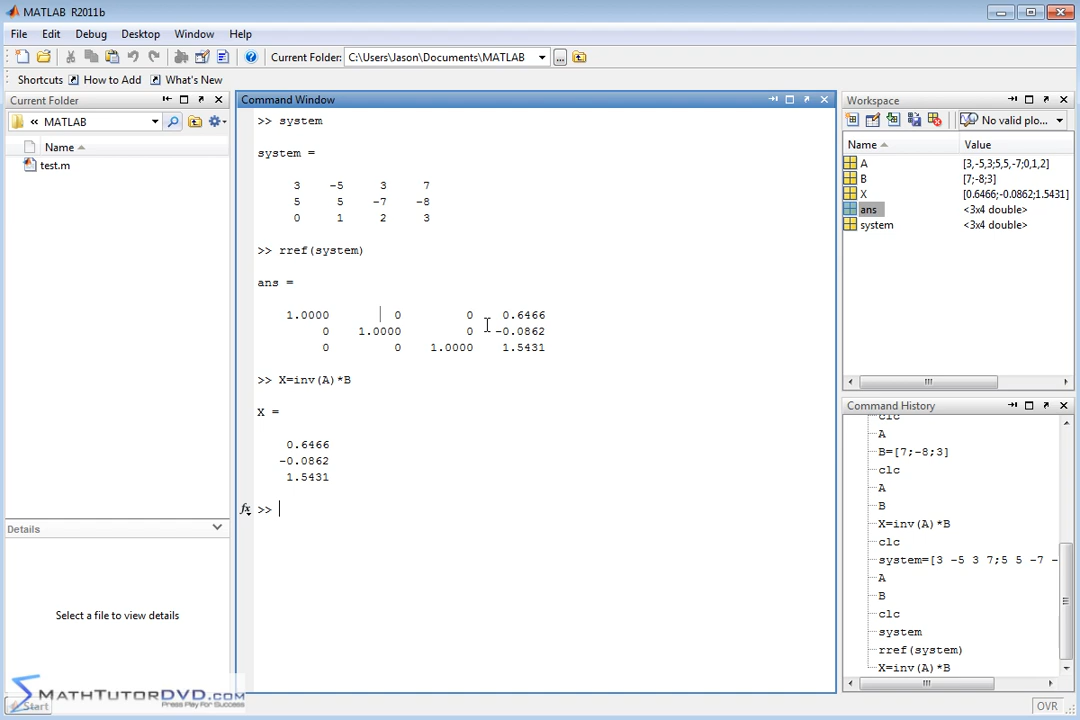 MATLAB R2011b
File Edit Debug Desktop Window Help
Current Folder: C:\Users\Jason\Documents\MATLAB ...
Shortcuts How to Add What's New
Current Folder
« MATLAB
Name
test.m
Details
Select a file to view details
Command Window
>> system
system =
3 -5 3 7
5 5 -7 -8
0 1 2 3
>> rref(system)
ans =
1.0000 0 0 0.6466
0 1.0000 0 -0.0862
0 0 1.0000 1.5431
>> X=inv(A)*B
X =
0.6466
-0.0862
1.5431
fx >>
Workspace
No valid plo...
Name Value
A [3,-5,3;5,5,-7;0,1,2]
B [7;-8;3]
X [0.6466;-0.0862;1.5431]
ans <3x4 double>
system <3x4 double>
Command History
clc
A
B=[7;-8;3]
clc
A
B
X=inv(A)*B
clc
system=[3 -5 3 7;5 5 -7 -
A
B
clc
system
rref(system)
X=inv(A)*B
MATHTUTORDVD.COM
Press Play For Success
Start
OVR